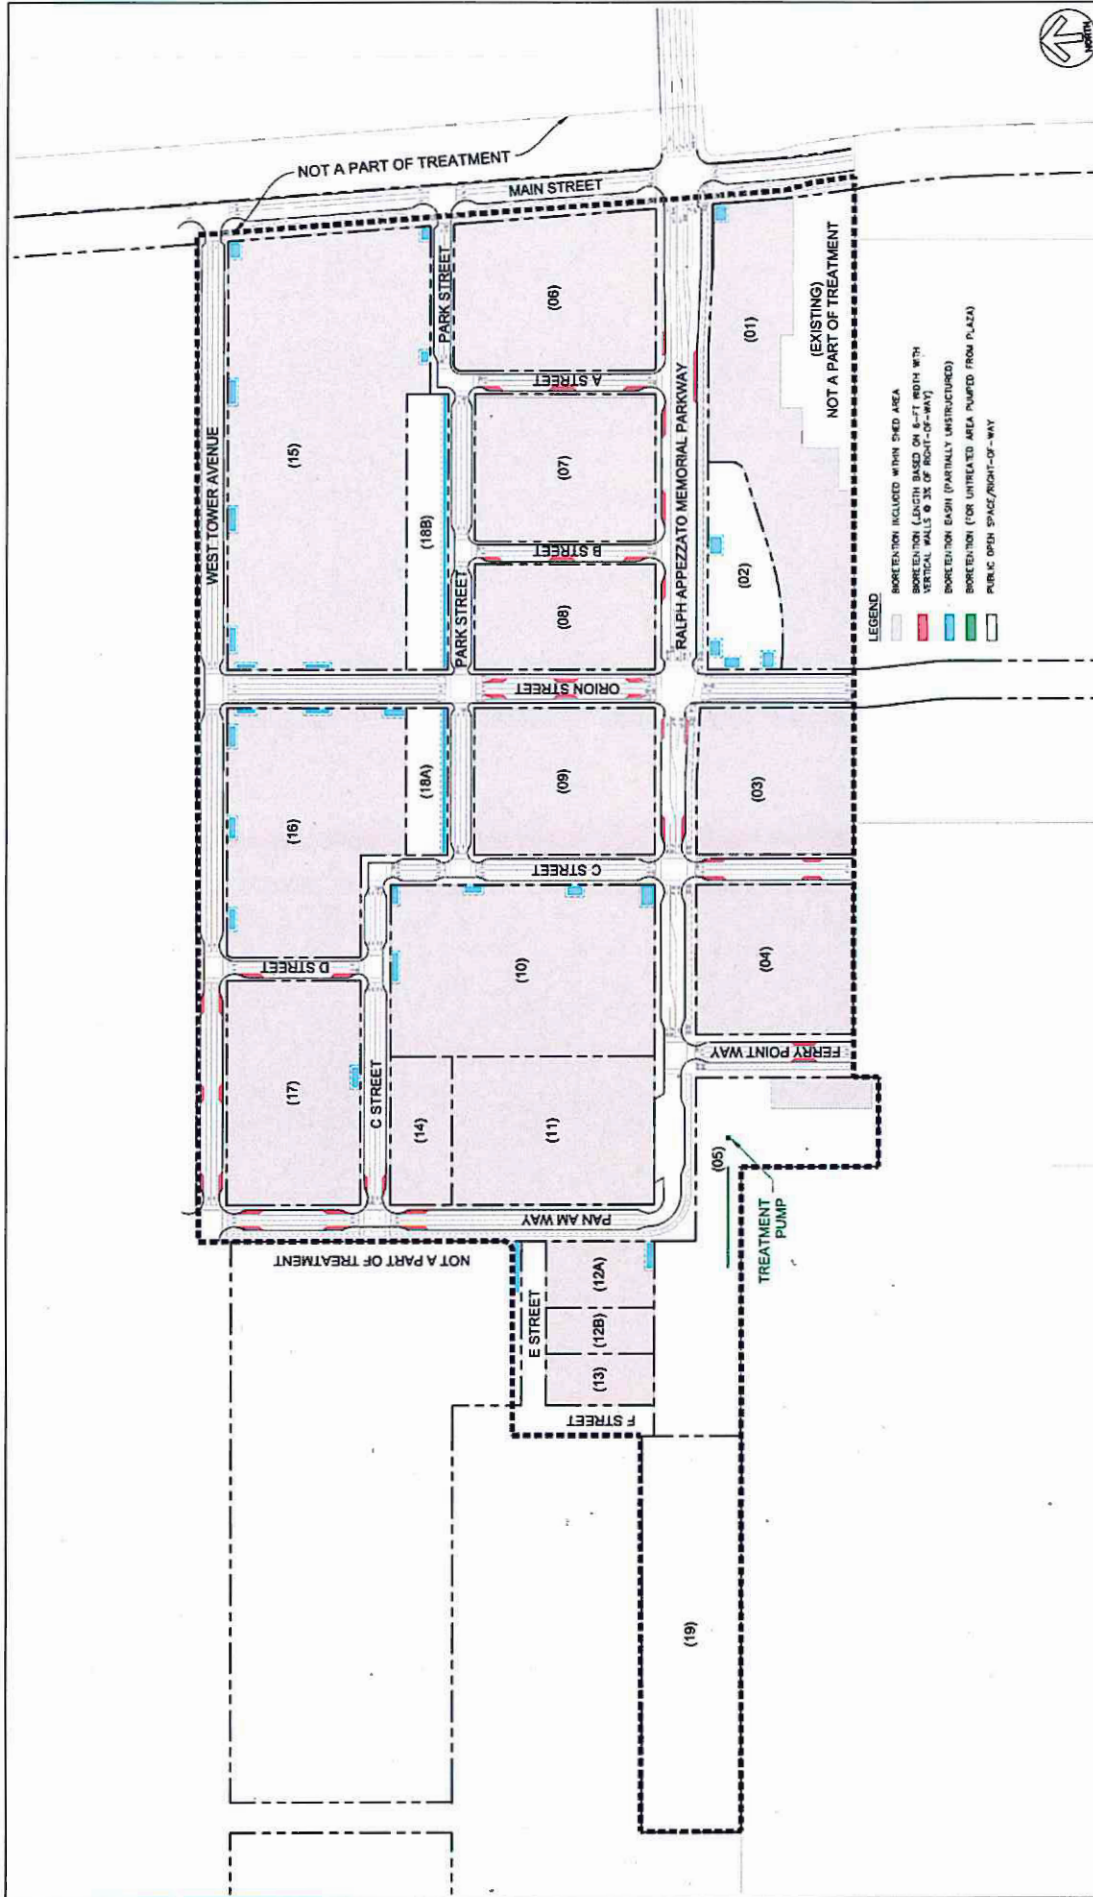 NORTH
NOT A PART OF TREATMENT
MAIN STREET
WEST TOWER AVENUE
PARK STREET
(15)
(06)
A STREET
(01)
(EXISTING)
NOT A PART OF TREATMENT
(18B)
(07)
RALPH APPEZZATO MEMORIAL PARKWAY
B STREET
(02)
PARK STREET
(08)
ORION STREET
(16)
(18A)
(09)
(03)
C STREET
D STREET
(10)
(04)
FERRY POINT WAY
(17)
C STREET
(14)
(11)
(05)
TREATMENT
PUMP
PAN AM WAY
NOT A PART OF TREATMENT
E STREET
(12A)
(12B)
(13)
F STREET
(19)
LEGEND
BIORETENTION INCLUDED WITHIN SHED AREA
BIORETENTION (LENGTH BASED ON 6-FT WIDTH WITH
VERTICAL WALLS @ 3% OF RIGHT-OF-WAY)
BIORETENTION BASIN (PARTIALLY UNSTRUCTURED)
BIORETENTION (FOR UNTREATED AREA PUMPED FROM PLAZA)
PUBLIC OPEN SPACE/RIGHT-OF-WAY